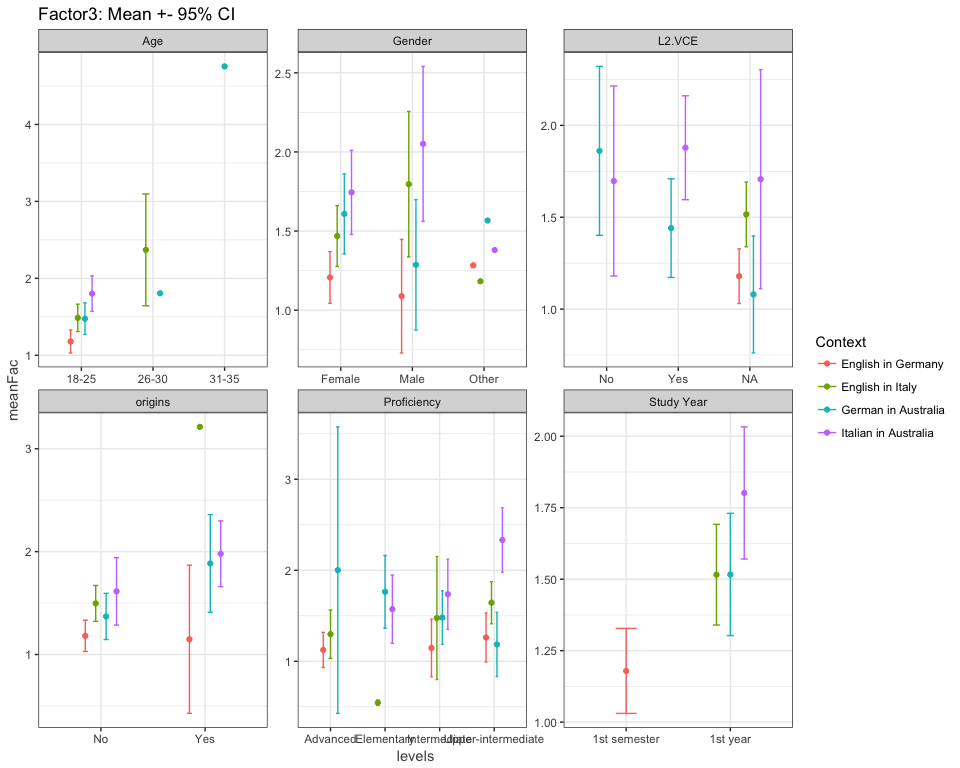 Factor3: Mean +- 95% CI
Age
Gender
L2.VCE
4
3
2
1
2.5
2.0
1.5
1.0
2.0
1.5
1.0
18-25 26-30 31-35
Female Male Other
No Yes NA
origins
Proficiency
Study Year
3
2
1
3
2
1
2.00
1.75
1.50
1.25
1.00
No Yes
Advanced Elementary Intermediate Upper-intermediate
1st semester 1st year
meanFac
levels
Context
English in Germany
English in Italy
German in Australia
Italian in Australia